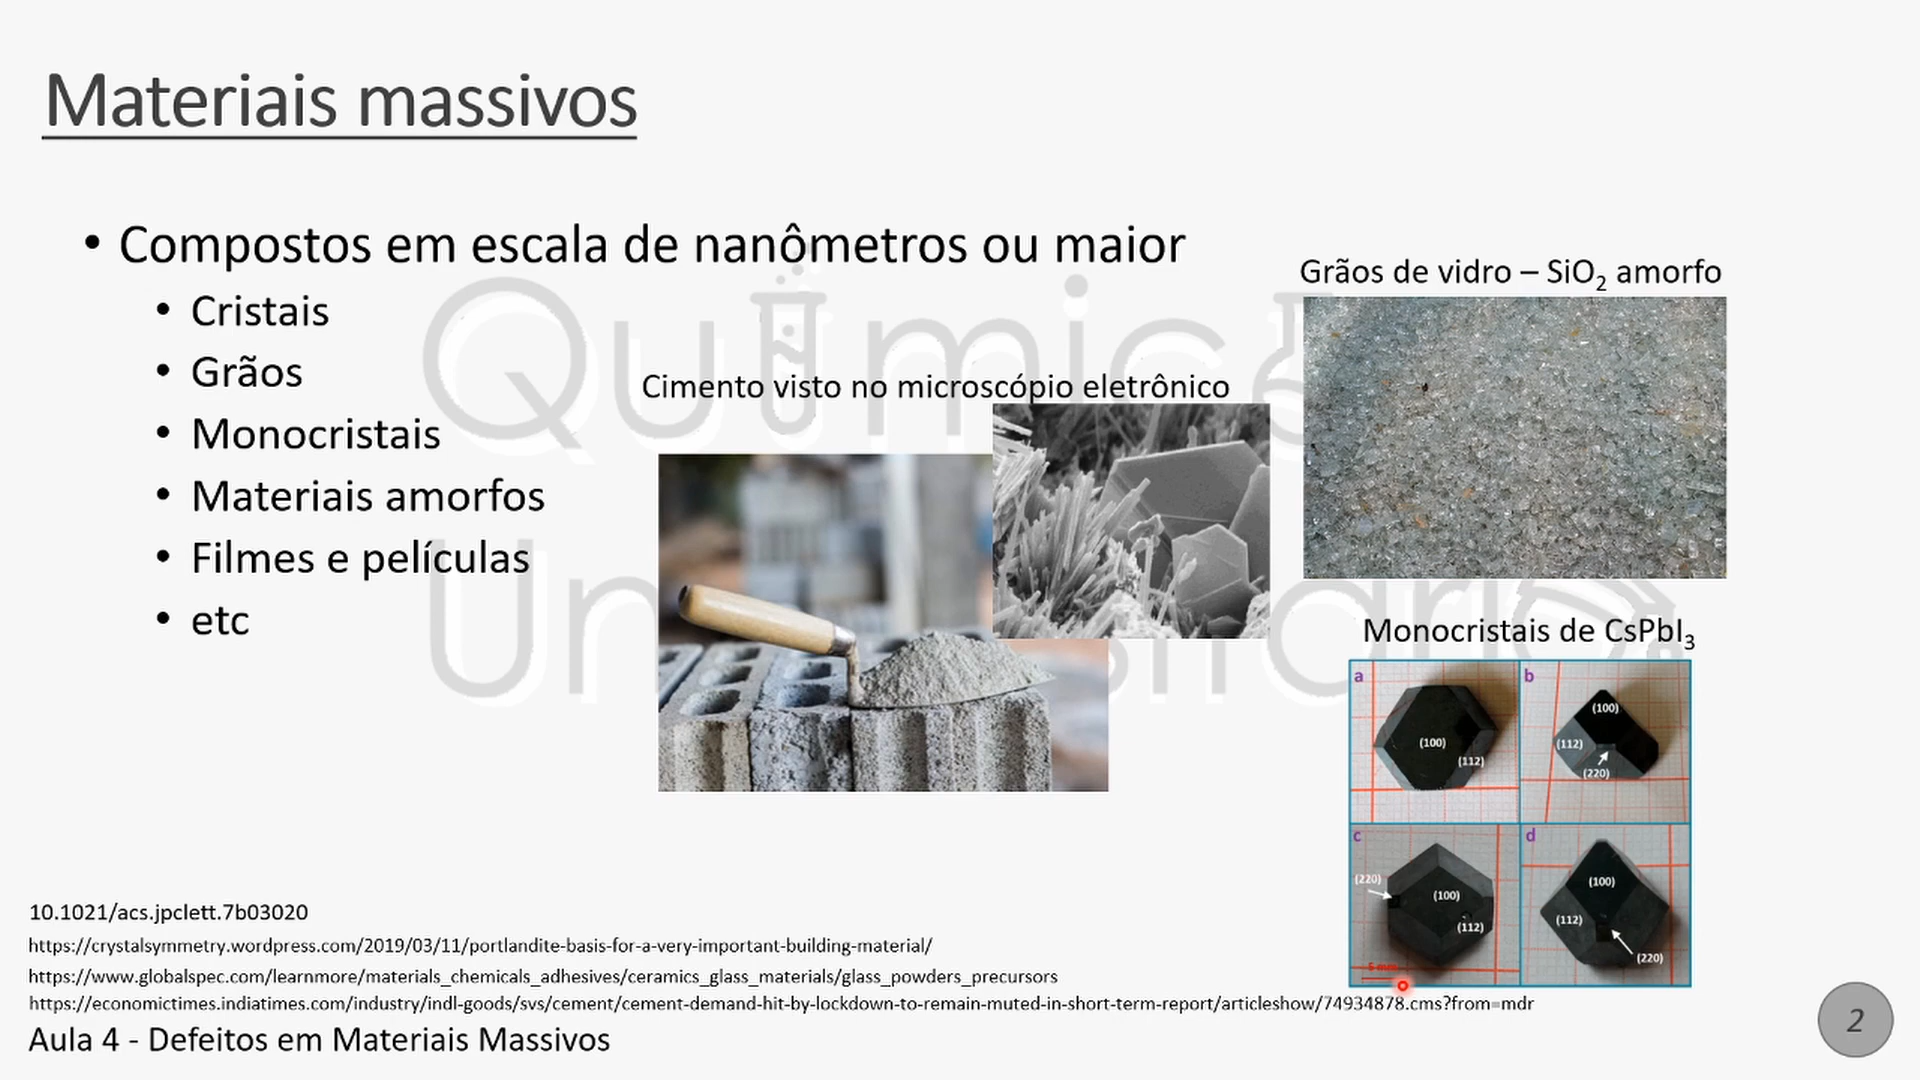 Materiais massivos
• Compostos em escala de nanômetros ou maior
• Cristais
• Grãos
• Monocristais
• Materiais amorfos
• Filmes e películas
• etc
Cimento visto no microscópio eletrônico
Grãos de vidro – SiO₂ amorfo
Monocristais de CsPbI₃
a
(100)
(112)
b
(100)
(112)
(220)
c
(220)
(100)
(112)
5 mm
d
(100)
(112)
(220)
10.1021/acs.jpclett.7b03020
https://crystalsymmetry.wordpress.com/2019/03/11/portlandite-basis-for-a-very-important-building-material/
https://www.globalspec.com/learnmore/materials_chemicals_adhesives/ceramics_glass_materials/glass_powders_precursors
https://economictimes.indiatimes.com/industry/indl-goods/svs/cement/cement-demand-hit-by-lockdown-to-remain-muted-in-short-term-report/articleshow/74934878.cms?from=mdr
Aula 4 - Defeitos em Materiais Massivos
2